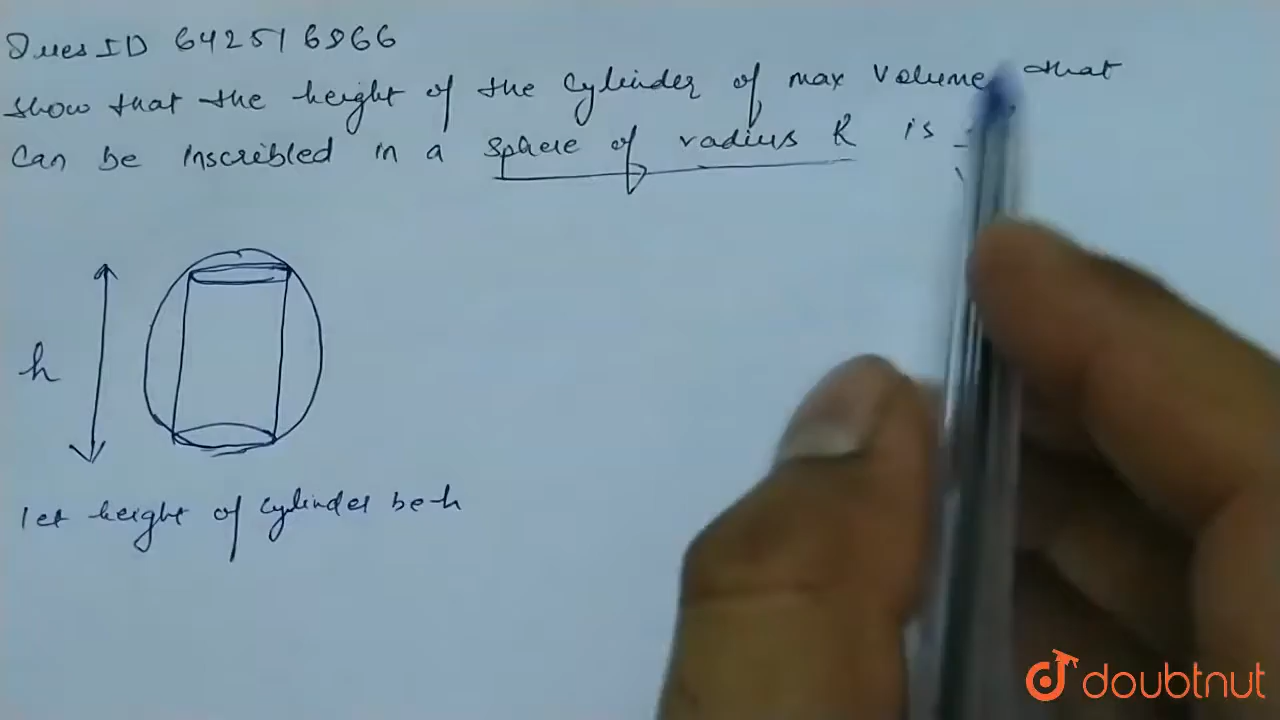 Ques ID 642516966
show that the height of the cylinder of max volume that
can be inscribled in a sphere of radius R is
h
let height of cylinder be h
doubtnut